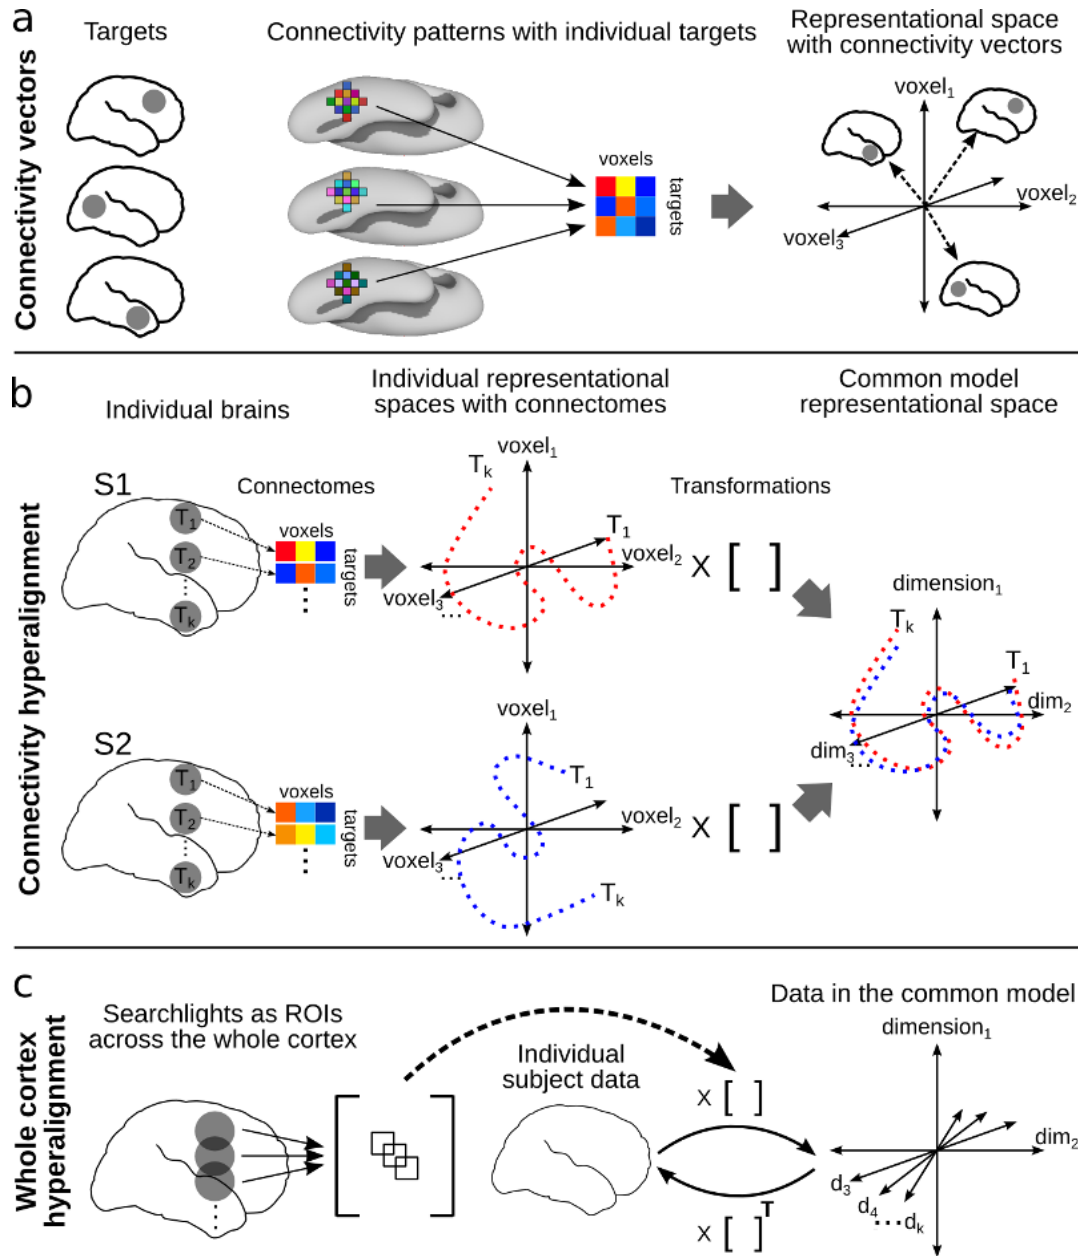 a
Connectivity vectors
Targets
Connectivity patterns with individual targets
Representational space
with connectivity vectors
voxels
targets
voxel1
voxel2
voxel3
b
Connectivity hyperalignment
Individual brains
Individual representational
spaces with connectomes
Common model
representational space
S1
T1
T2
⋮
Tk
Connectomes
voxels
targets
⋮
voxel1
Tk
T1
voxel2
voxel3
...
Transformations
X [ ]
S2
T1
T2
⋮
Tk
voxels
targets
⋮
voxel1
T1
voxel2
voxel3
...
Tk
X [ ]
dimension1
Tk
T1
dim2
dim3
...
c
Whole cortex
hyperalignment
Searchlights as ROIs
across the whole cortex
⋮
[ ]
Individual
subject data
X [ ]
X [ ]T
Data in the common model
dimension1
dim2
d3
d4
...dk